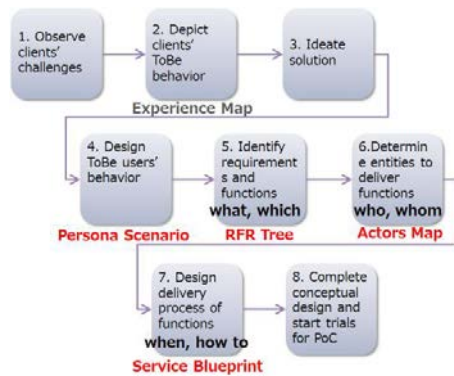 1. Observe
clients'
challenges
2. Depict
clients'
ToBe
behavior
3. Ideate
solution
Experience Map
4. Design
ToBe users'
behavior
5. Identify
requirement
s and
functions
what, which
6.Determin
e entities to
deliver
functions
who, whom
Persona Scenario
RFR Tree
Actors Map
7. Design
delivery
process of
functions
when, how to
8. Complete
conceptual
design and
start trials
for PoC
Service Blueprint